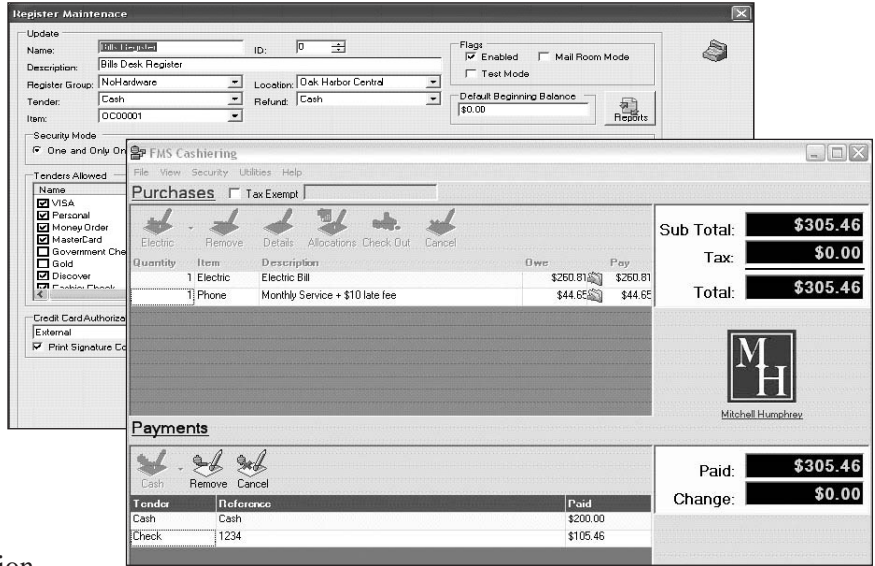 Register Maintenace
Update
Name: Bills Register ID: 0
Description: Bills Desk Register
Register Group: NoHardware Location: Oak Harbor Central
Tender: Cash Refund: Cash
Item: OC00001
Flags
Enabled Mail Room Mode
Test Mode
Default Beginning Balance
$0.00
Reports
Security Mode
One and Only On
Tenders Allowed
Name
VISA
Personal
Money Order
MasterCard
Government Che
Gold
Discover
Cashier Check
Credit Card Authoriza
External
Print Signature Co
FMS Cashiering
File View Security Utilities Help
Purchases Tax Exempt
Electric Remove Details Allocations Check Out Cancel
Quantity Item Description Owe Pay
1 Electric Electric Bill $260.81 $260.81
1 Phone Monthly Service + $10 late fee $44.65 $44.65
Sub Total: $305.46
Tax: $0.00
Total: $305.46
MH
Mitchell Humphrey
Payments
Cash Remove Cancel
Tender Reference Paid
Cash Cash $200.00
Check 1234 $105.46
Paid: $305.46
Change: $0.00